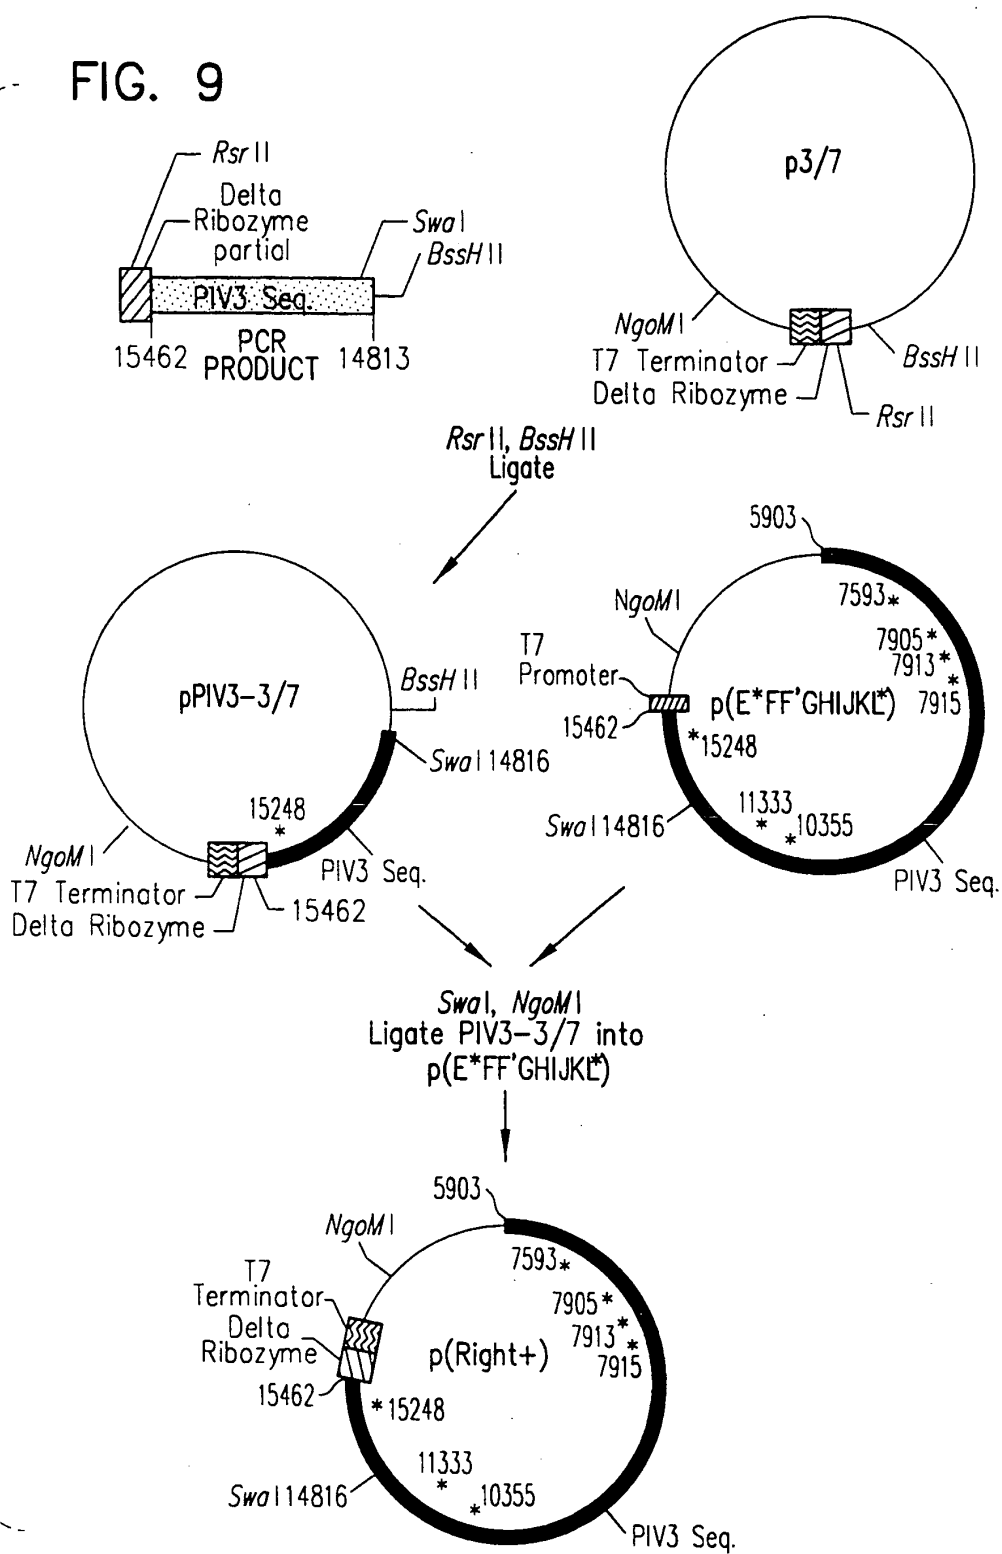 FIG. 9
Rsr II
Delta
Ribozyme
partial
Swa I
BssH II
PIV3 Seq.
15462
PCR
PRODUCT
14813
p3/7
NgoM I
T7 Terminator
Delta Ribozyme
BssH II
Rsr II
Rsr II, BssH II
Ligate
pPIV3-3/7
BssH II
Swa I 14816
15248
*
PIV3 Seq.
NgoM I
T7 Terminator
Delta Ribozyme
15462
5903
NgoM I
7593*
7905*
7913*
*
7915
T7
Promoter
15462
p(E*FF'GHIJKL*)
*15248
11333
*
*10355
Swa I 14816
PIV3 Seq.
Swa I, NgoM I
Ligate PIV3-3/7 into
p(E*FF'GHIJKL*)
5903
NgoM I
7593*
7905*
7913*
*
7915
T7
Terminator
Delta
Ribozyme
15462
p(Right+)
*15248
11333
*
*10355
Swa I 14816
PIV3 Seq.